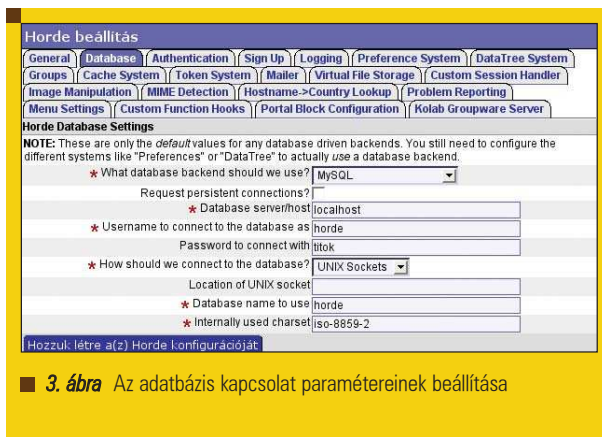 Horde beállítás
General Database Authentication Sign Up Logging Preference System DataTree System
Groups Cache System Token System Mailer Virtual File Storage Custom Session Handler
Image Manipulation MIME Detection Hostname->Country Lookup Problem Reporting
Menu Settings Custom Function Hooks Portal Block Configuration Kolab Groupware Server
Horde Database Settings
NOTE: These are only the default values for any database driven backends. You still need to configure the
different systems like "Preferences" or "DataTree" to actually use a database backend.
* What database backend should we use? MySQL
Request persistent connections?
* Database server/host localhost
* Username to connect to the database as horde
Password to connect with titok
* How should we connect to the database? UNIX Sockets
Location of UNIX socket
* Database name to use horde
* Internally used charset iso-8859-2
Hozzuk létre a(z) Horde konfigurációját
3. ábra Az adatbázis kapcsolat paramétereinek beállítása